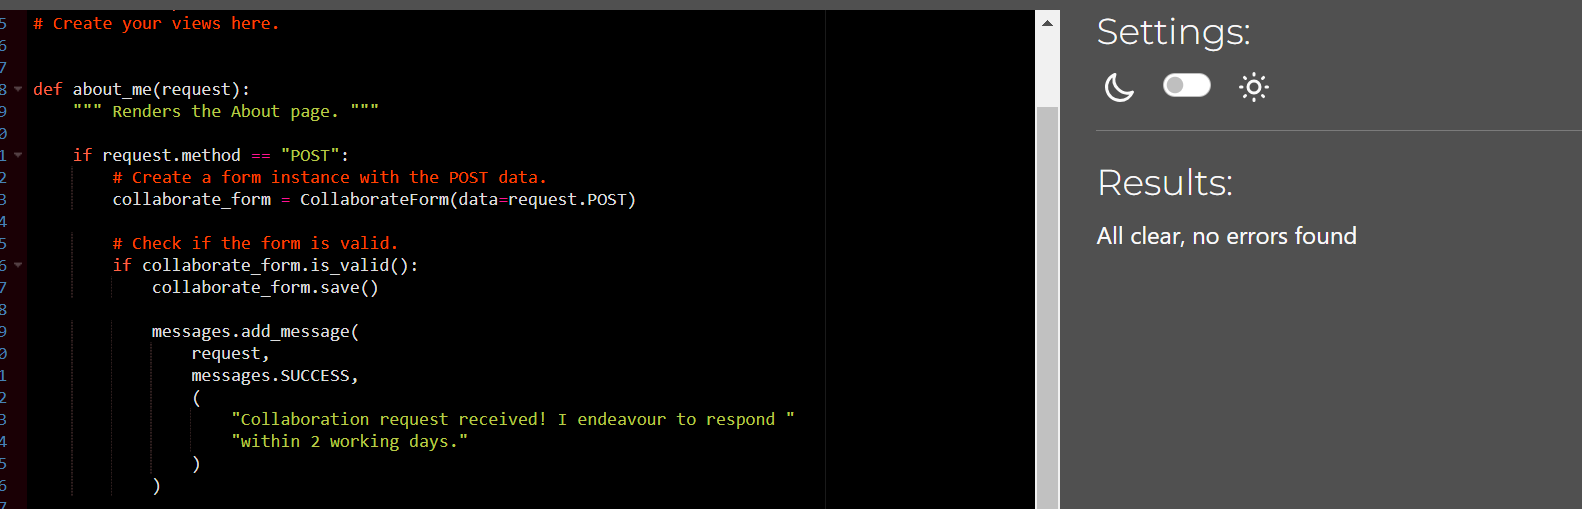 5 # Create your views here.
6
7
8 def about_me(request):
9 """ Renders the About page. """
0
1 if request.method == "POST":
2 # Create a form instance with the POST data.
3 collaborate_form = CollaborateForm(data=request.POST)
4
5 # Check if the form is valid.
6 if collaborate_form.is_valid():
7 collaborate_form.save()
8
9 messages.add_message(
0 request,
1 messages.SUCCESS,
2 (
3 "Collaboration request received! I endeavour to respond "
4 "within 2 working days."
5 )
6 )
7
Settings:
Results:
All clear, no errors found